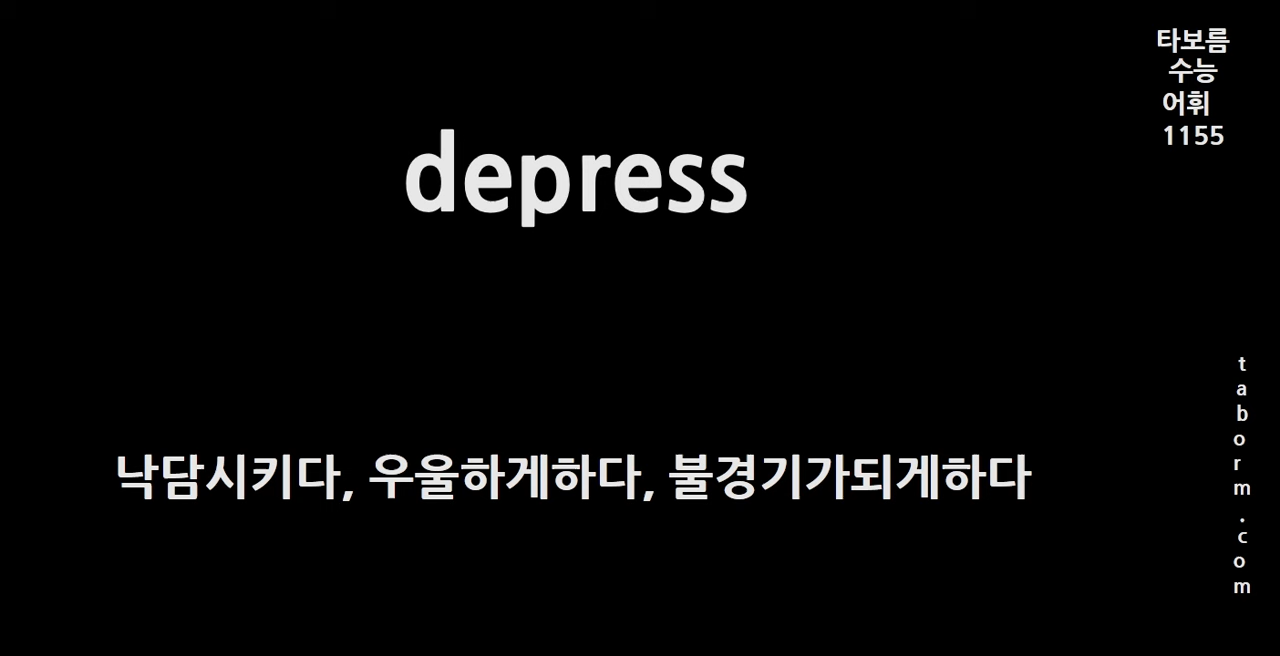 타보름
수능
어휘
1155
depress
낙담시키다, 우울하게하다, 불경기가되게하다
taborm.com